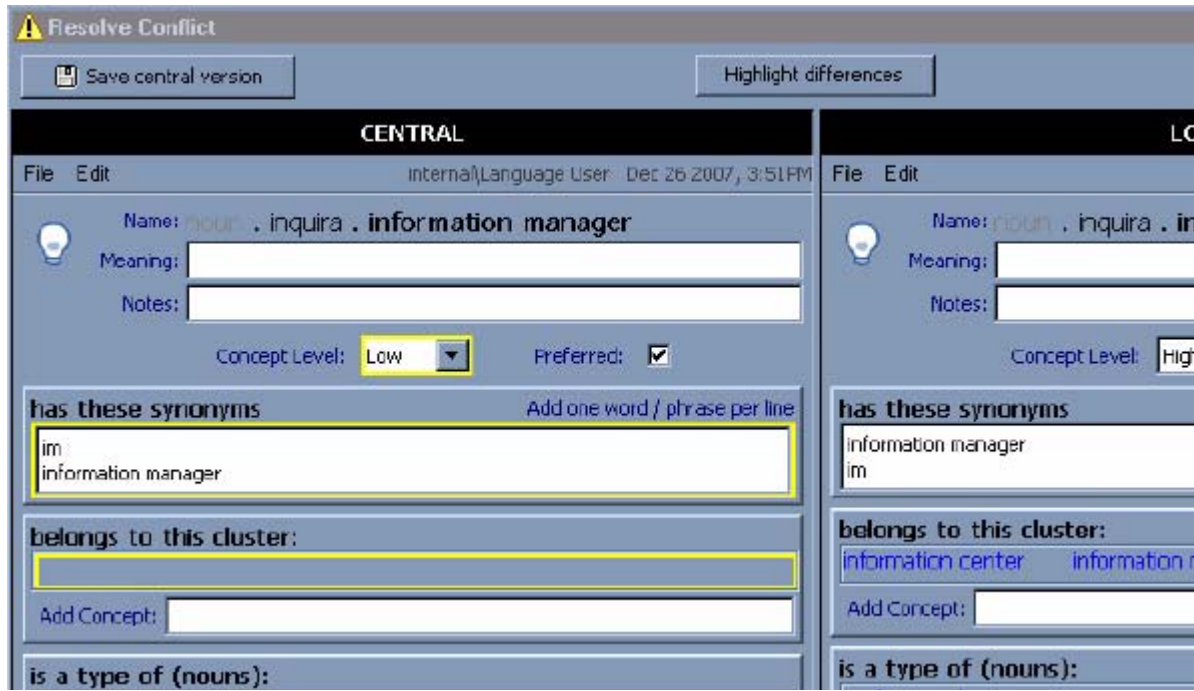 Resolve Conflict
Save central version
Highlight differences
CENTRAL
File Edit
internal\Language User Dec 26 2007, 3:51PM
Name: noun . inquira . information manager
Meaning:
Notes:
Concept Level: Low
Preferred:
has these synonyms
Add one word / phrase per line
im
information manager
belongs to this cluster:
Add Concept:
is a type of (nouns):
LO
File Edit
Name: noun . inquira . in
Meaning:
Notes:
Concept Level: High
has these synonyms
information manager
im
belongs to this cluster:
information center information
Add Concept:
is a type of (nouns):